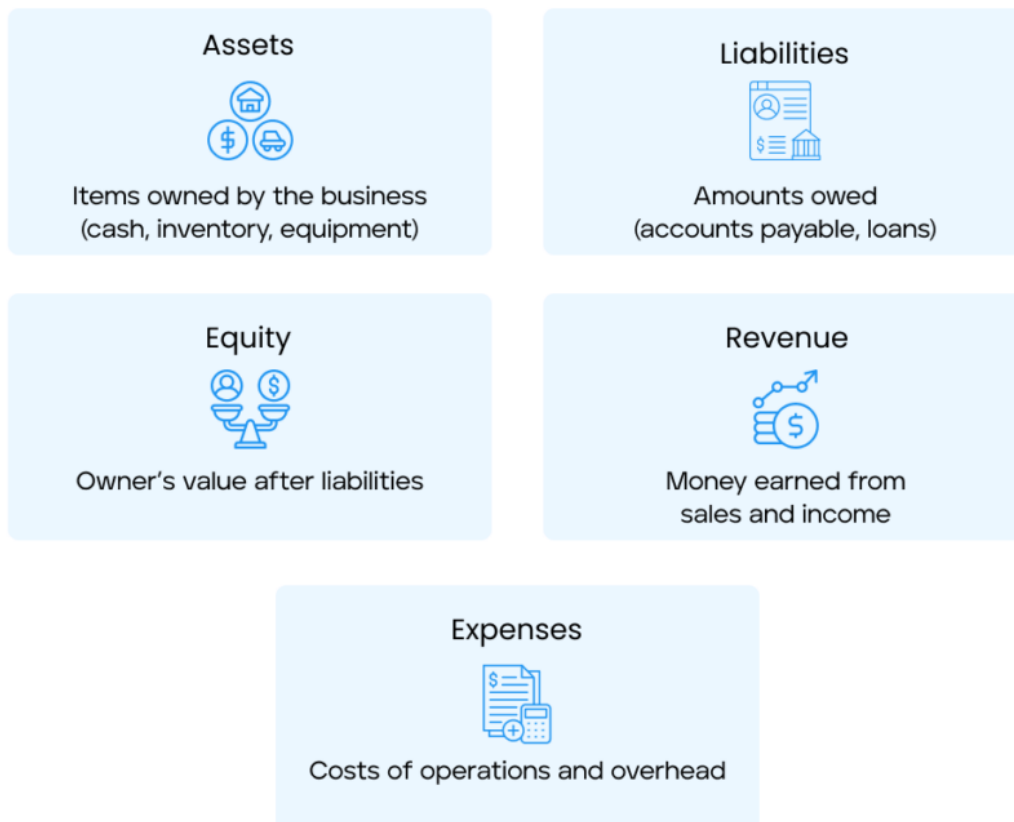 Assets
Items owned by the business
(cash, inventory, equipment)
Liabilities
$
$
Amounts owed
(accounts payable, loans)
Equity
$
Owner's value after liabilities
Revenue
$
Money earned from
sales and income
Expenses
$
Costs of operations and overhead